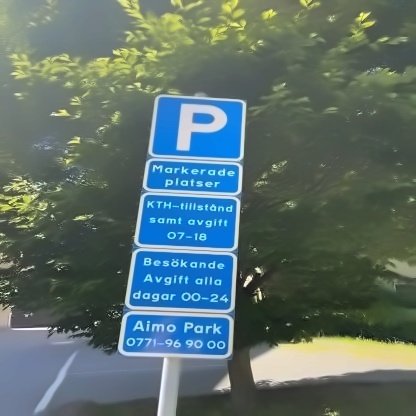 P
Markerade
platser
KTH-tillstånd
samt avgift
07-18
Besökande
Avgift alla
dagar 00-24
Aimo Park
0771-96 90 00